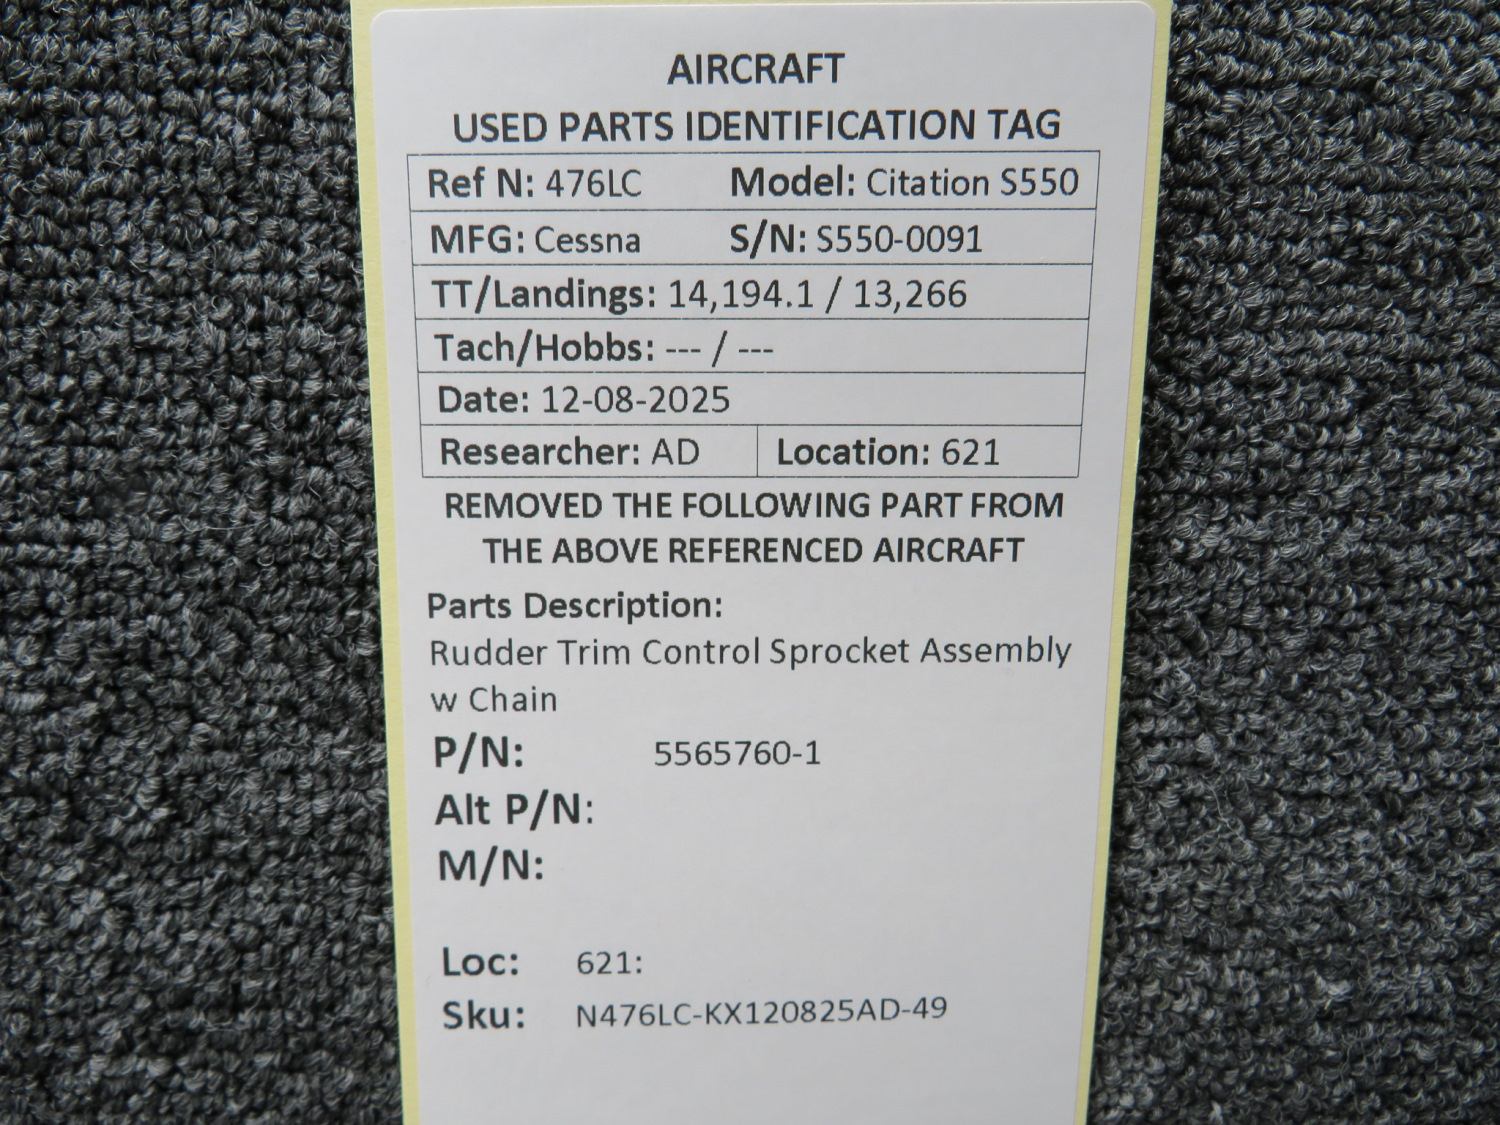 AIRCRAFT
USED PARTS IDENTIFICATION TAG
Ref N: 476LC Model: Citation S550
MFG: Cessna S/N: S550-0091
TT/Landings: 14,194.1 / 13,266
Tach/Hobbs: --- / ---
Date: 12-08-2025
Researcher: AD Location: 621
REMOVED THE FOLLOWING PART FROM
THE ABOVE REFERENCED AIRCRAFT
Parts Description:
Rudder Trim Control Sprocket Assembly
w Chain
P/N: 5565760-1
Alt P/N:
M/N:
Loc: 621:
Sku: N476LC-KX120825AD-49